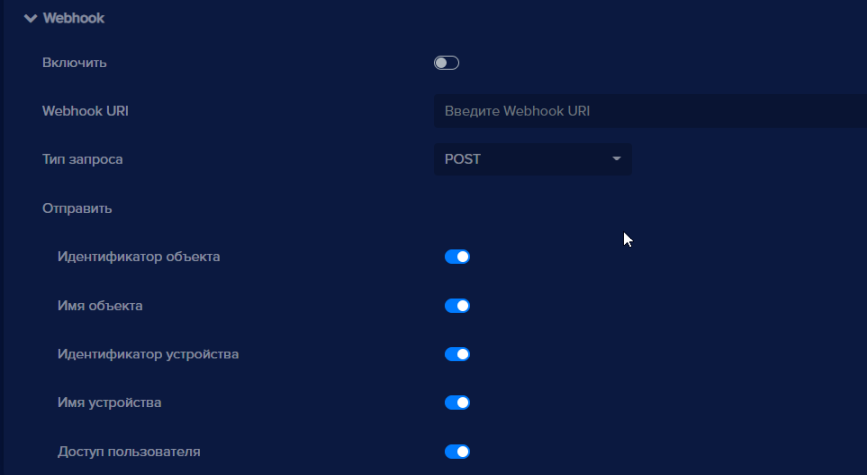 Webhook
Включить
Webhook URI Введите Webhook URI
Тип запроса POST
Отправить
Идентификатор объекта
Имя объекта
Идентификатор устройства
Имя устройства
Доступ пользователя